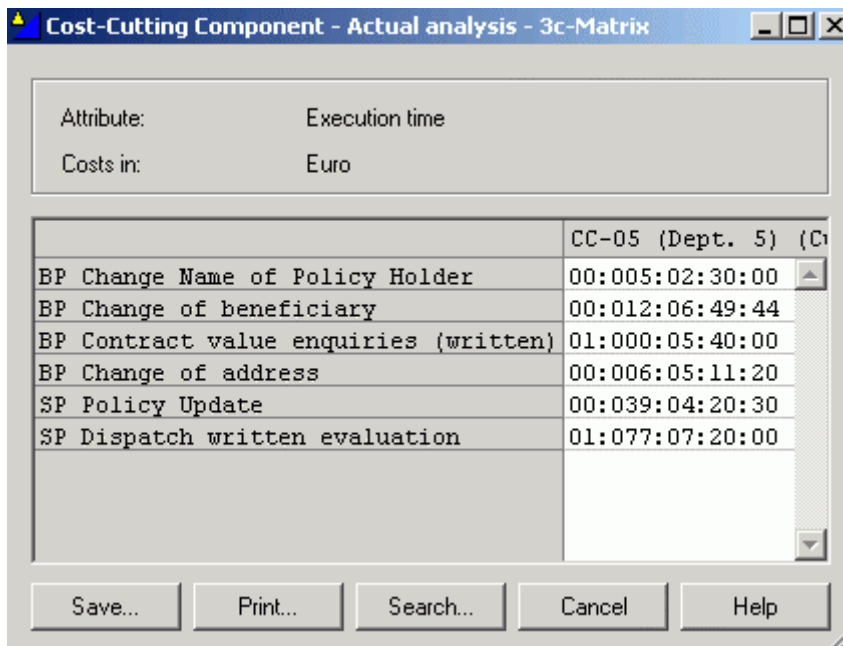 Cost-Cutting Component - Actual analysis - 3c-Matrix
Attribute: Execution time
Costs in: Euro
CC-05 (Dept. 5) (Cu
BP Change Name of Policy Holder 00:005:02:30:00
BP Change of beneficiary 00:012:06:49:44
BP Contract value enquiries (written) 01:000:05:40:00
BP Change of address 00:006:05:11:20
SP Policy Update 00:039:04:20:30
SP Dispatch written evaluation 01:077:07:20:00
Save... Print... Search... Cancel Help